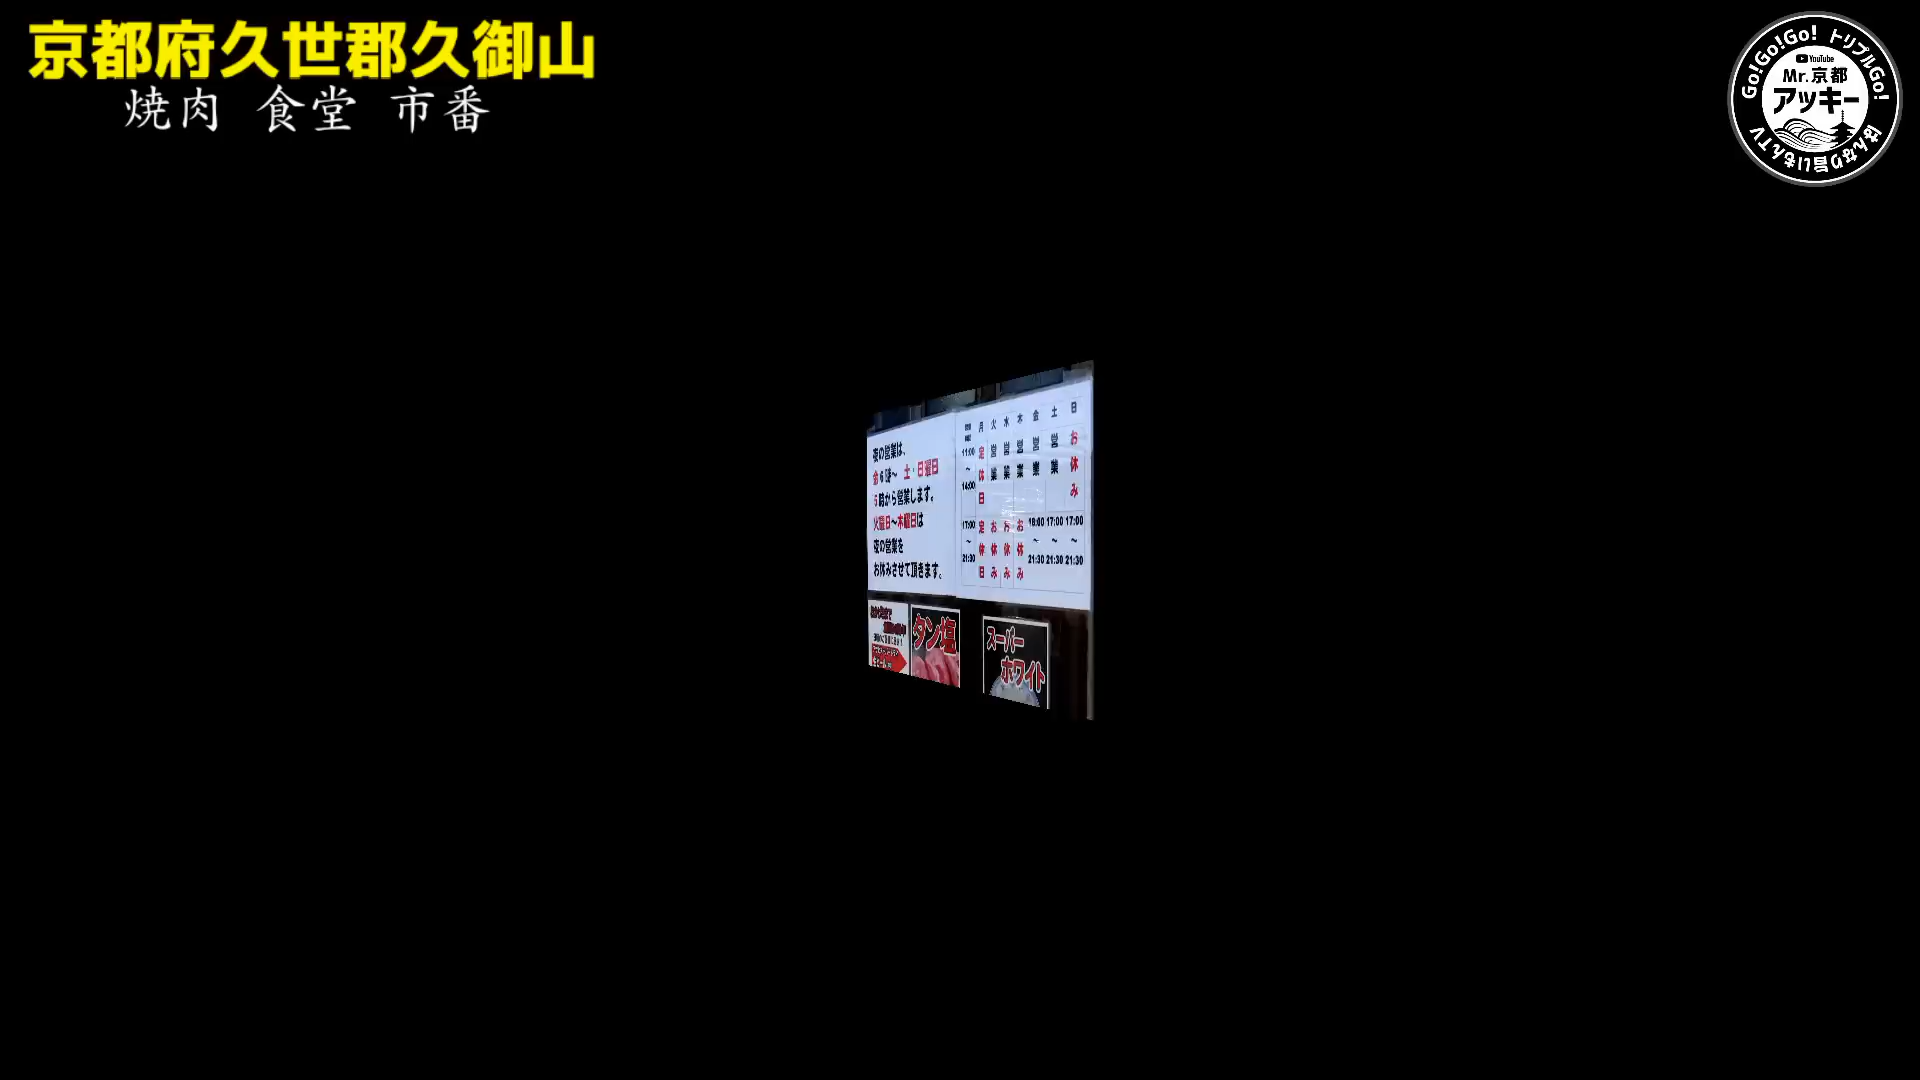 京都府久世郡久御山
焼肉 食堂 市番
Go!Go!Go! トリプルGo!
YouTube
Mr.京都
アッキー
夜の営業は、
金6時〜 土・日曜日
5時から営業します。
火曜日〜木曜日は
夜の営業を
お休みさせて頂きます。
月 火 水 木 金 土 日
11:00 〜 14:00 定休日 営業 営業 営業 営業 営業 お休み
17:00 〜 21:30 定休日 お休み お休み お休み 18:00〜21:30 17:00〜21:30 17:00〜21:30
タン塩
スーパー
ホワイト